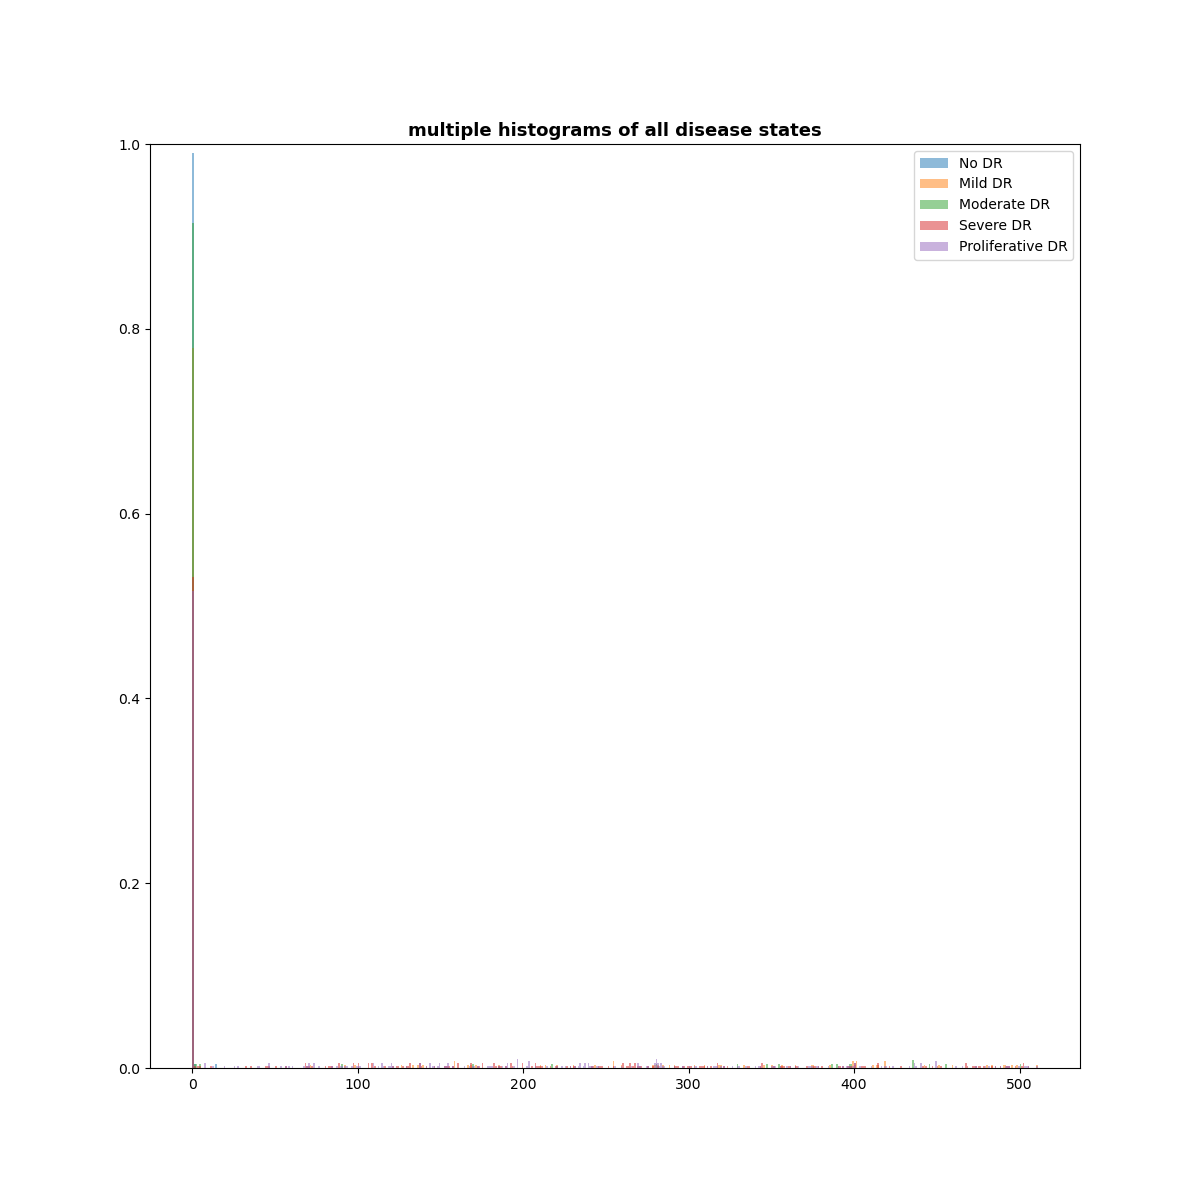 multiple histograms of all disease states
1.0
0.8
0.6
0.4
0.2
0.0
No DR
Mild DR
Moderate DR
Severe DR
Proliferative DR
0 100 200 300 400 500